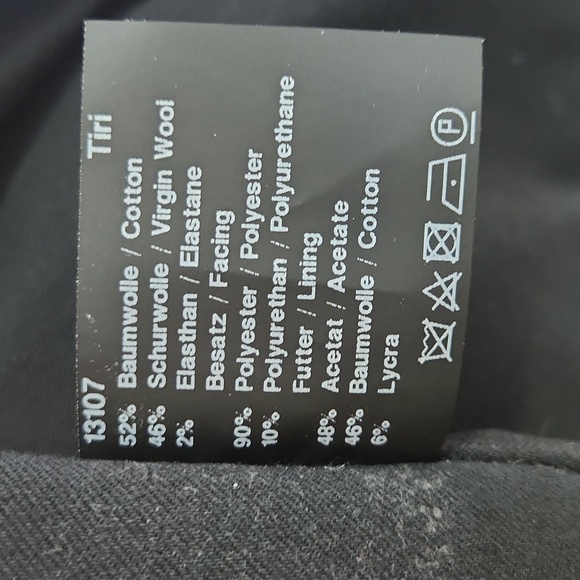 13107 Tiri
52% Baumwolle / Cotton
46% Schurwolle / Virgin Wool
2% Elasthan / Elastane
Besatz / Facing
90% Polyester / Polyester
10% Polyurethan / Polyurethane
Futter / Lining
48% Acetat / Acetate
46% Baumwolle / Cotton
6% Lycra
P